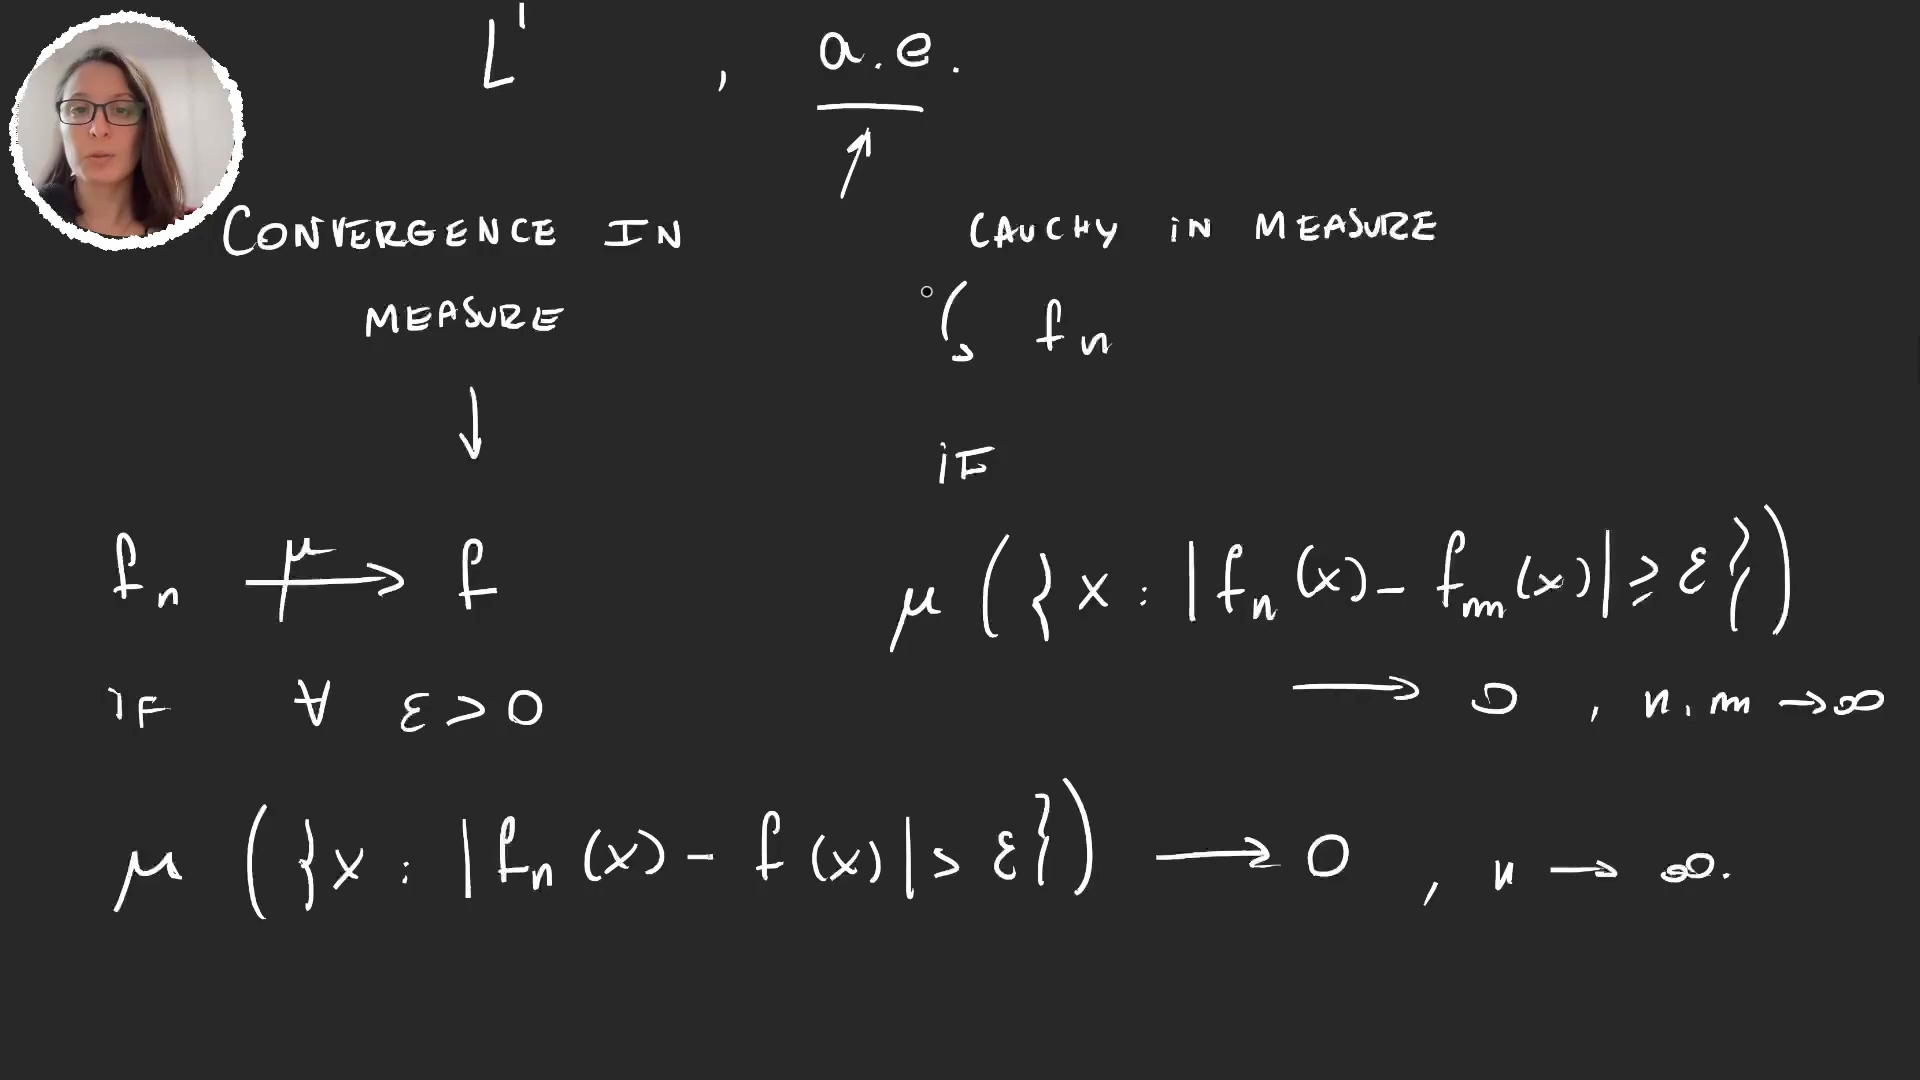 L¹ , a.e.
CONVERGENCE IN
MEASURE
fₙ →^μ f
IF ∀ ε > 0
CAUCHY IN MEASURE
fₙ
IF
μ ( { x : | fₙ (x) - fₘ (x) | ≥ ε } )
→ 0 , n, m → ∞
μ ( { x : | fₙ (x) - f (x) | > ε } ) → 0 , n → ∞.